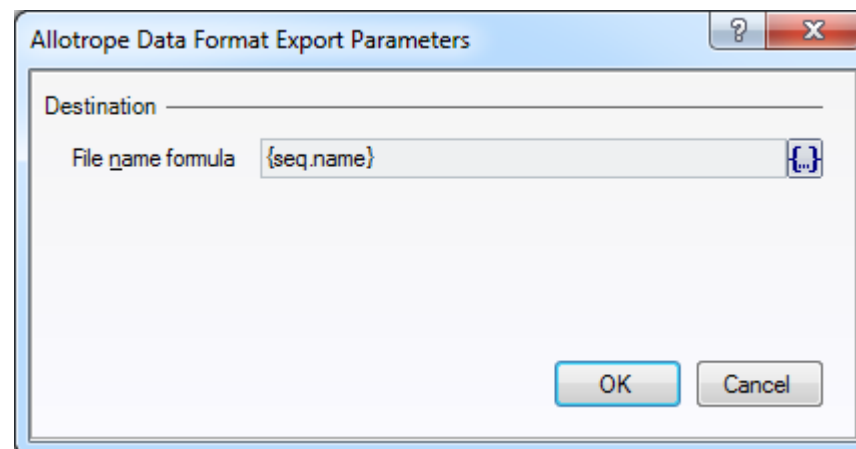 Allotrope Data Format Export Parameters
?
Destination
File name formula {seq.name} {...}
OK Cancel